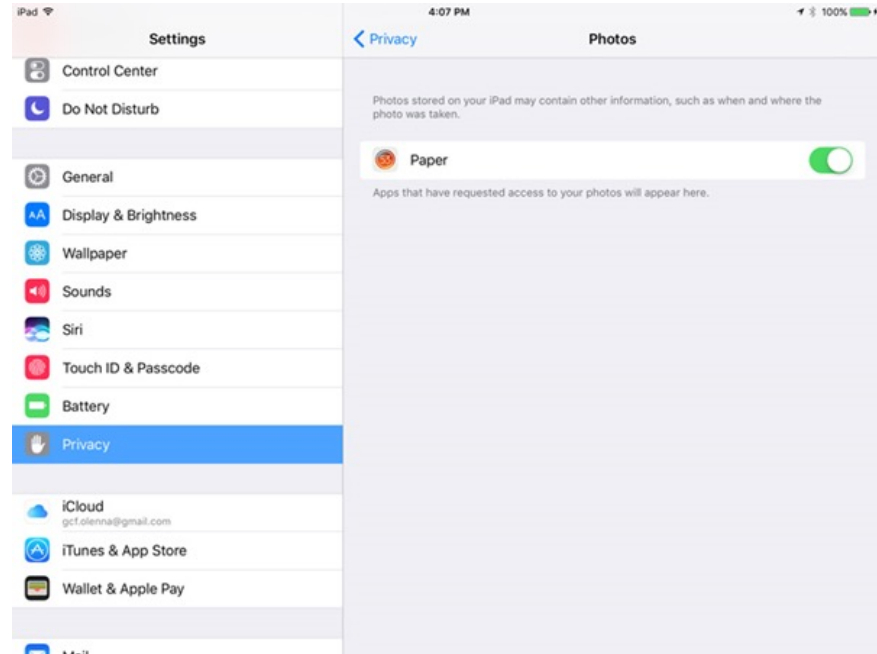 iPad
4:07 PM
100%
Settings
Privacy
Photos
Control Center
Do Not Disturb
General
Display & Brightness
Wallpaper
Sounds
Siri
Touch ID & Passcode
Battery
Privacy
iCloud
gcf.olenna@gmail.com
iTunes & App Store
Wallet & Apple Pay
Mail
Photos stored on your iPad may contain other information, such as when and where the
photo was taken.
Paper
Apps that have requested access to your photos will appear here.